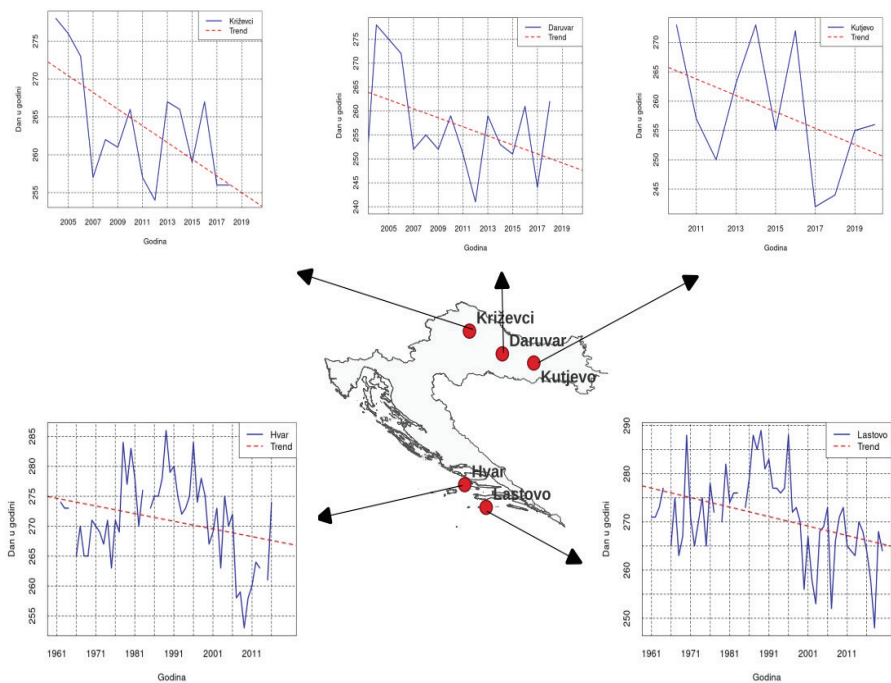 Križevci
Trend
Dan u godini
275
270
265
260
255
2005 2007 2009 2011 2013 2015 2017 2019
Godina
Daruvar
Trend
Dan u godini
275
270
265
260
255
250
245
240
2005 2007 2009 2011 2013 2015 2017 2019
Godina
Kutjevo
Trend
Dan u godini
270
265
260
255
250
245
2011 2013 2015 2017 2019
Godina
Križevci
Daruvar
Kutjevo
Hvar
Lastovo
Hvar
Trend
Dan u godini
285
280
275
270
265
260
255
1961 1971 1981 1991 2001 2011
Godina
Lastovo
Trend
Dan u godini
290
280
270
260
250
1961 1971 1981 1991 2001 2011
Godina